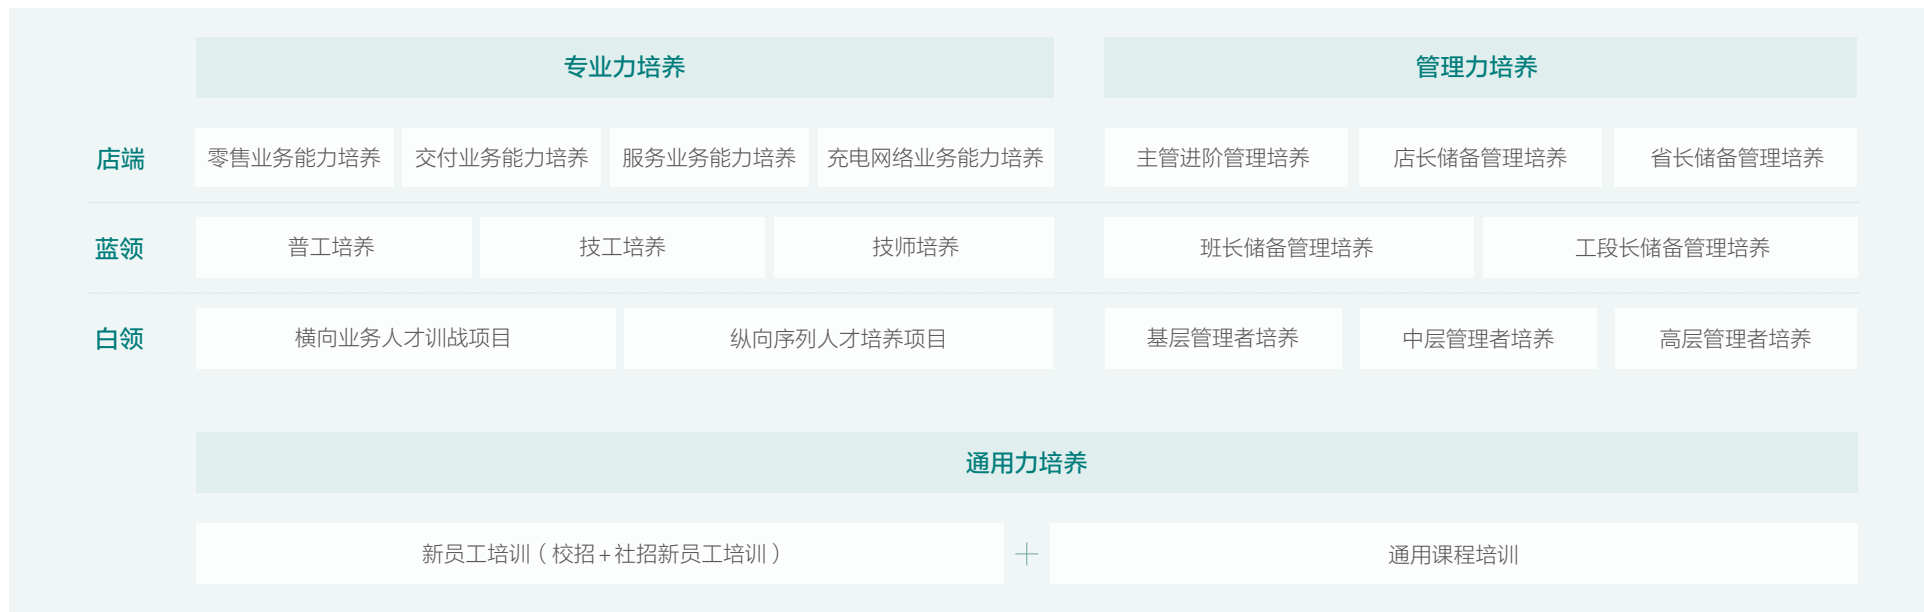 专业力培养 管理力培养
店端 零售业务能力培养 交付业务能力培养 服务业务能力培养 充电网络业务能力培养 主管进阶管理培养 店长储备管理培养 省长储备管理培养
蓝领 普工培养 技工培养 技师培养 班长储备管理培养 工段长储备管理培养
白领 横向业务人才训战项目 纵向序列人才培养项目 基层管理者培养 中层管理者培养 高层管理者培养
通用力培养
新员工培训（校招+社招新员工培训） + 通用课程培训